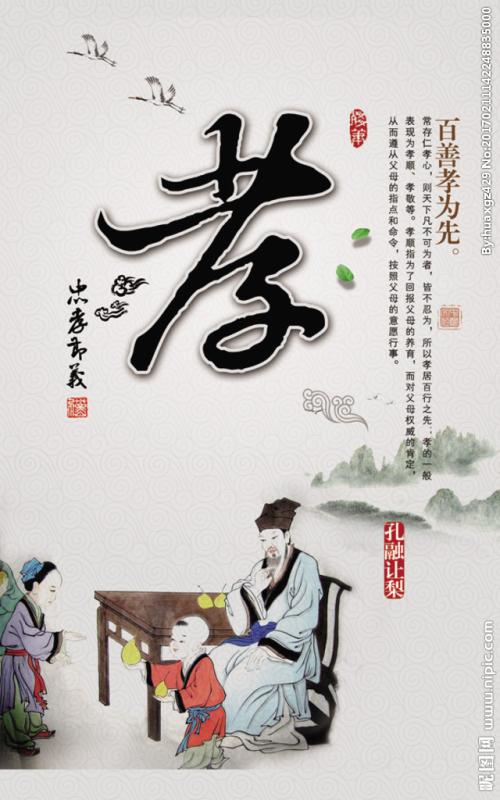 孝
忠孝节義
百善孝为先。
常存仁孝心，则天下凡不可为者，皆不忍为，所以孝居百行之先；孝的一般
表现为孝顺、孝敬等。孝顺指为了回报父母的养育，而对父母权威的肯定，
从而遵从父母的指点和命令，按照父母的意愿行事。
孔融让梨
By:huaxgz429 No:20170211142248835000
昵图网 www.nipic.com